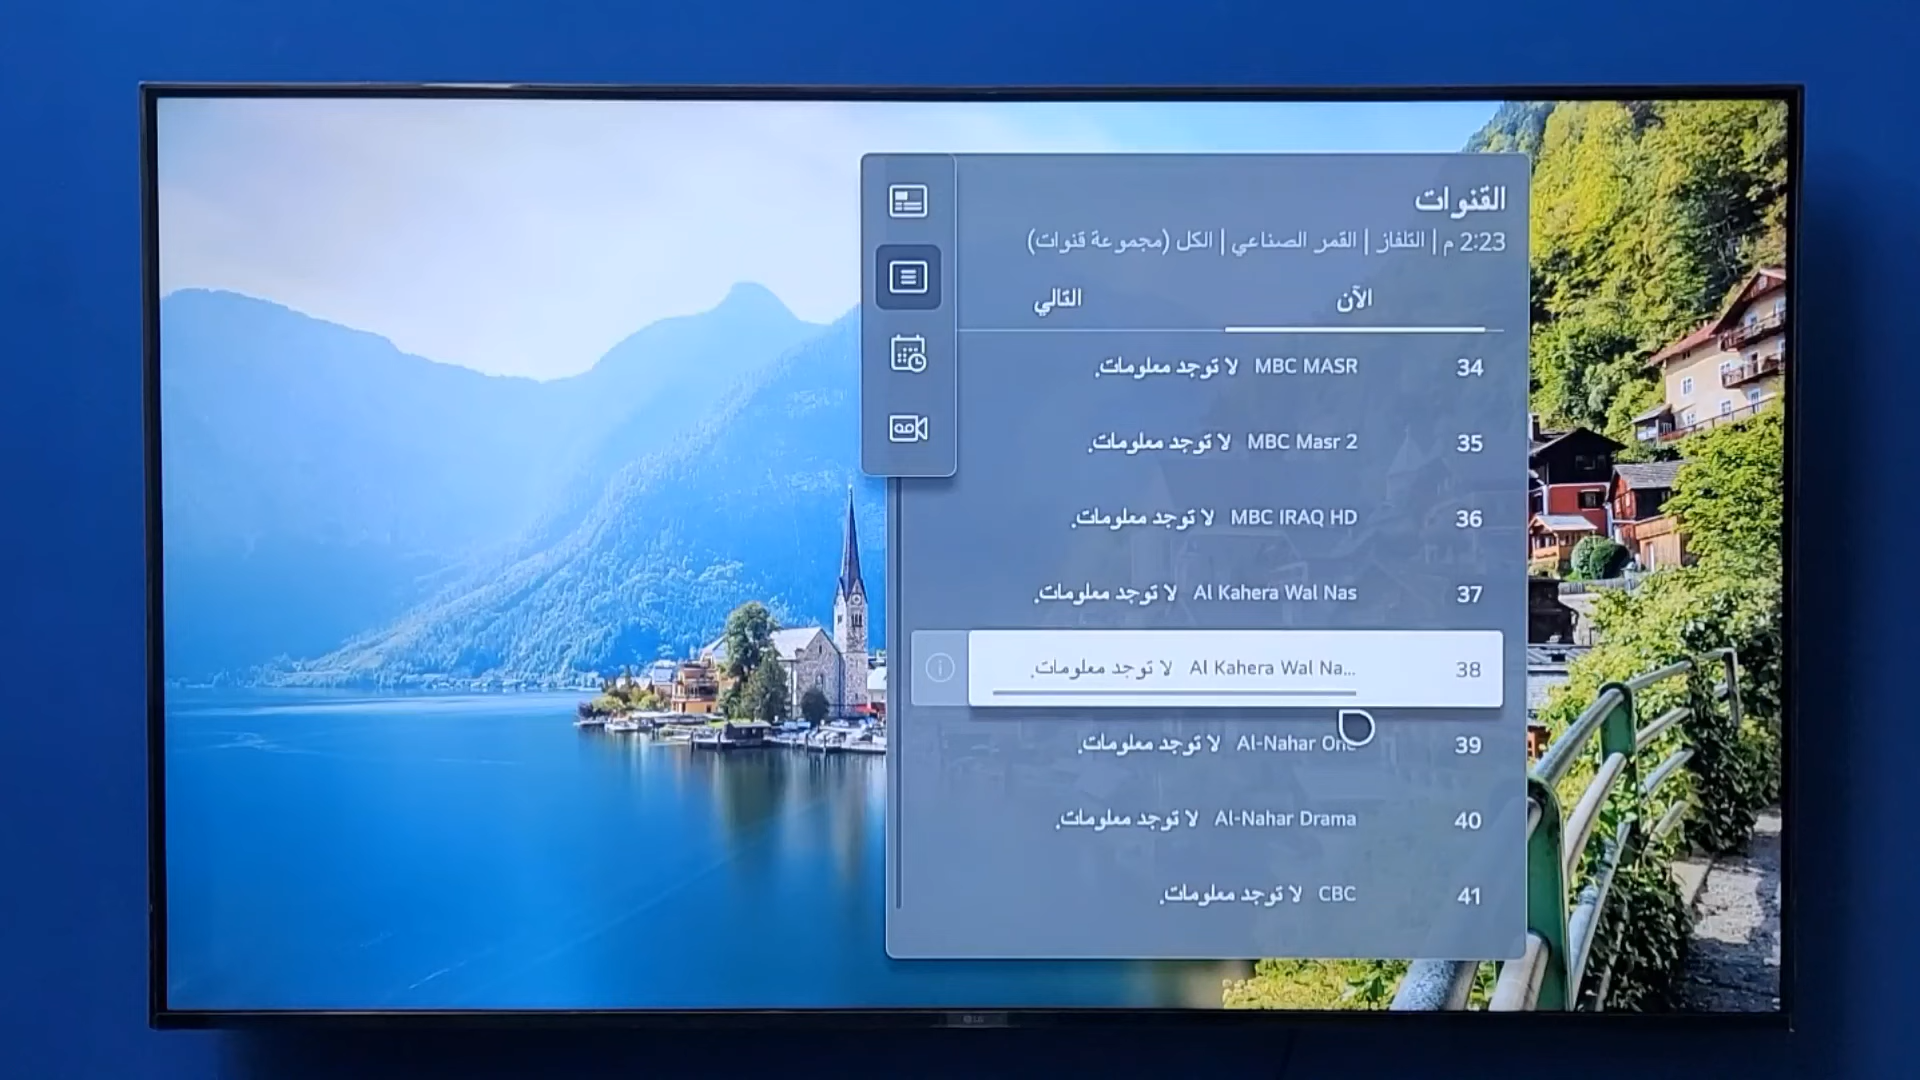 القنوات
2:23 م | التلفاز | القمر الصناعي | الكل (مجموعة قنوات)
الآن التالي
34 MBC MASR لا توجد معلومات.
35 MBC Masr 2 لا توجد معلومات.
36 MBC IRAQ HD لا توجد معلومات.
37 Al Kahera Wal Nas لا توجد معلومات.
38 Al Kahera Wal Na... لا توجد معلومات.
39 Al-Nahar One لا توجد معلومات.
40 Al-Nahar Drama لا توجد معلومات.
41 CBC لا توجد معلومات.
LG